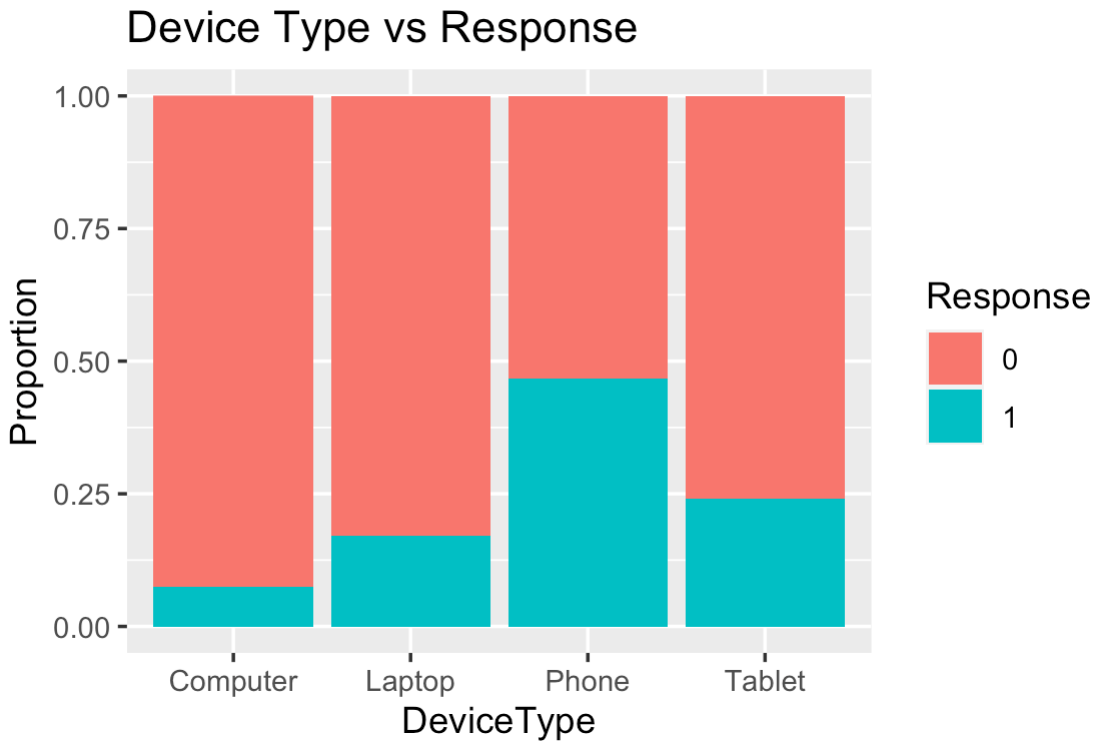 Device Type vs Response
1.00
0.75
0.50
0.25
0.00
Proportion
Computer Laptop Phone Tablet
DeviceType
Response
0
1